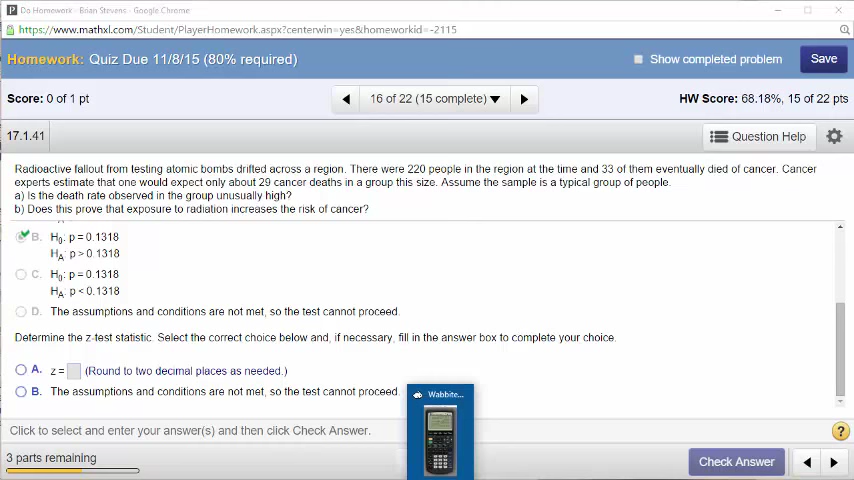 Do Homework - Brian Stevens - Google Chrome
https://www.mathxl.com/Student/PlayerHomework.aspx?centerwin=yes&homeworkid=-2115
Homework: Quiz Due 11/8/15 (80% required)
Show completed problem
Save
Score: 0 of 1 pt
16 of 22 (15 complete)
HW Score: 68.18%, 15 of 22 pts
17.1.41
Question Help
Radioactive fallout from testing atomic bombs drifted across a region. There were 220 people in the region at the time and 33 of them eventually died of cancer. Cancer
experts estimate that one would expect only about 29 cancer deaths in a group this size. Assume the sample is a typical group of people.
a) Is the death rate observed in the group unusually high?
b) Does this prove that exposure to radiation increases the risk of cancer?
B. H0: p = 0.1318
HA: p > 0.1318
C. H0: p = 0.1318
HA: p < 0.1318
D. The assumptions and conditions are not met, so the test cannot proceed.
Determine the z-test statistic. Select the correct choice below and, if necessary, fill in the answer box to complete your choice.
A. z = (Round to two decimal places as needed.)
B. The assumptions and conditions are not met, so the test cannot proceed.
Wabbite...
Click to select and enter your answer(s) and then click Check Answer.
?
3 parts remaining
Check Answer